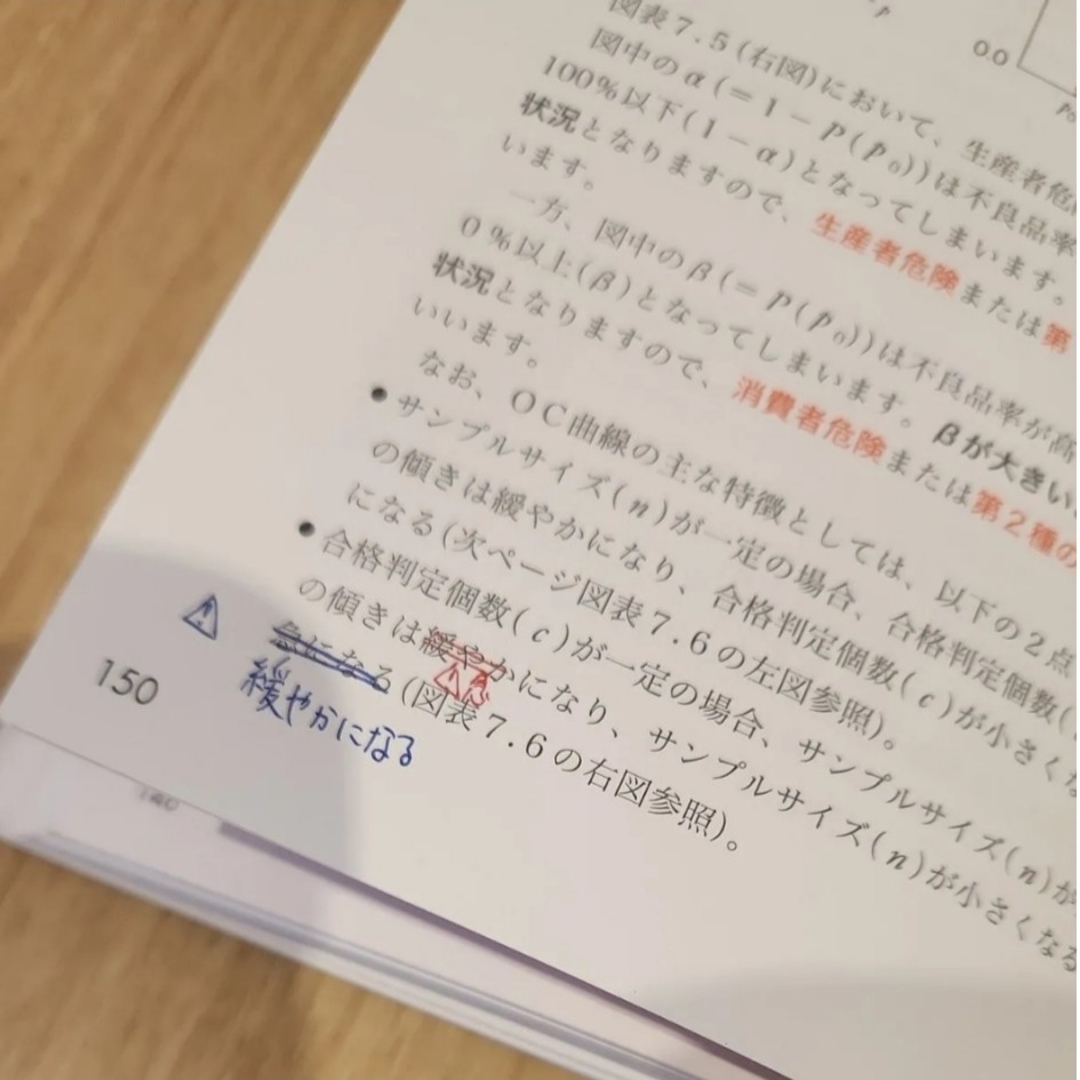 0.0
図表7.5(右図)において、生産者危
図中のα(=1-P(p₀))は不良品率
100%以下(1-α)となってしまいます。
状況となりますので、生産者危険または第
います。
一方、図中のβ(=P(p₀))は不良品率が高
0%以上(β)となってしまいます。βが大きい
状況となりますので、消費者危険または第2種の
いいます。
なお、OC曲線の主な特徴としては、以下の2点
●サンプルサイズ(n)が一定の場合、合格判定個数(
の傾きは緩やかになり、合格判定個数(c)が小さくな
になる(次ページ図表7.6の左図参照)。
●合格判定個数(c)が一定の場合、サンプルサイズ(n)が
の傾きは緩やかになり、サンプルサイズ(n)が小さくなる
急
急になる(図表7.6の右図参照)。
緩やかになる
150
140